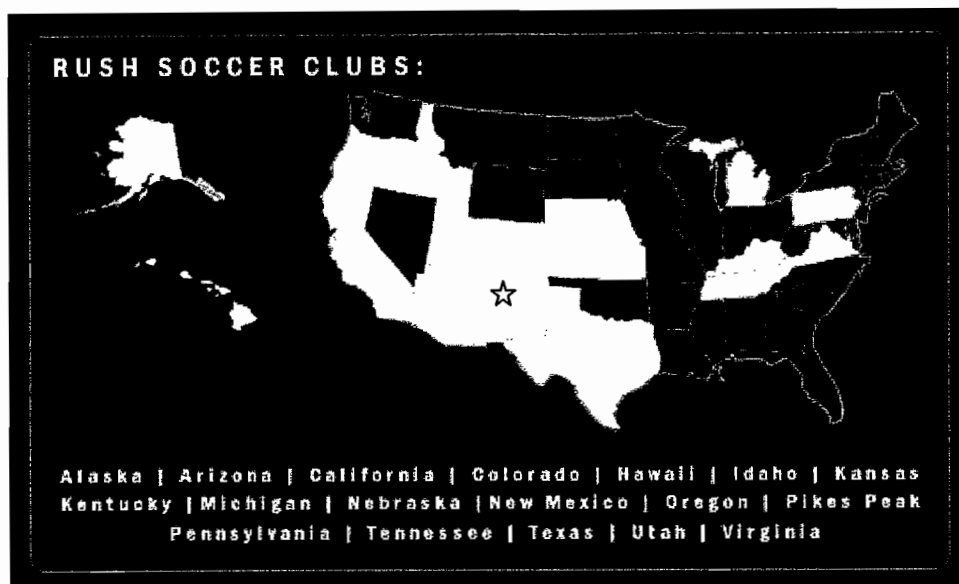 RUSH SOCCER CLUBS:
Alaska | Arizona | California | Colorado | Hawaii | Idaho | Kansas
Kentucky | Michigan | Nebraska | New Mexico | Oregon | Pikes Peak
Pennsylvania | Tennessee | Texas | Utah | Virginia